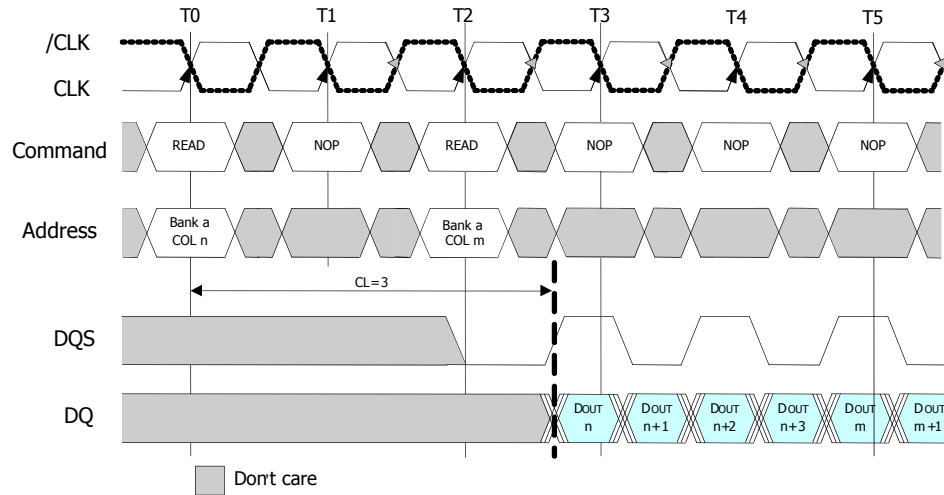 T0 T1 T2 T3 T4 T5
/CLK
CLK
Command READ NOP READ NOP NOP NOP
Address Bank a COL n Bank a COL m
CL=3
DQS
DQ DOUT n DOUT n+1 DOUT n+2 DOUT n+3 DOUT m DOUT m+1
Don't care